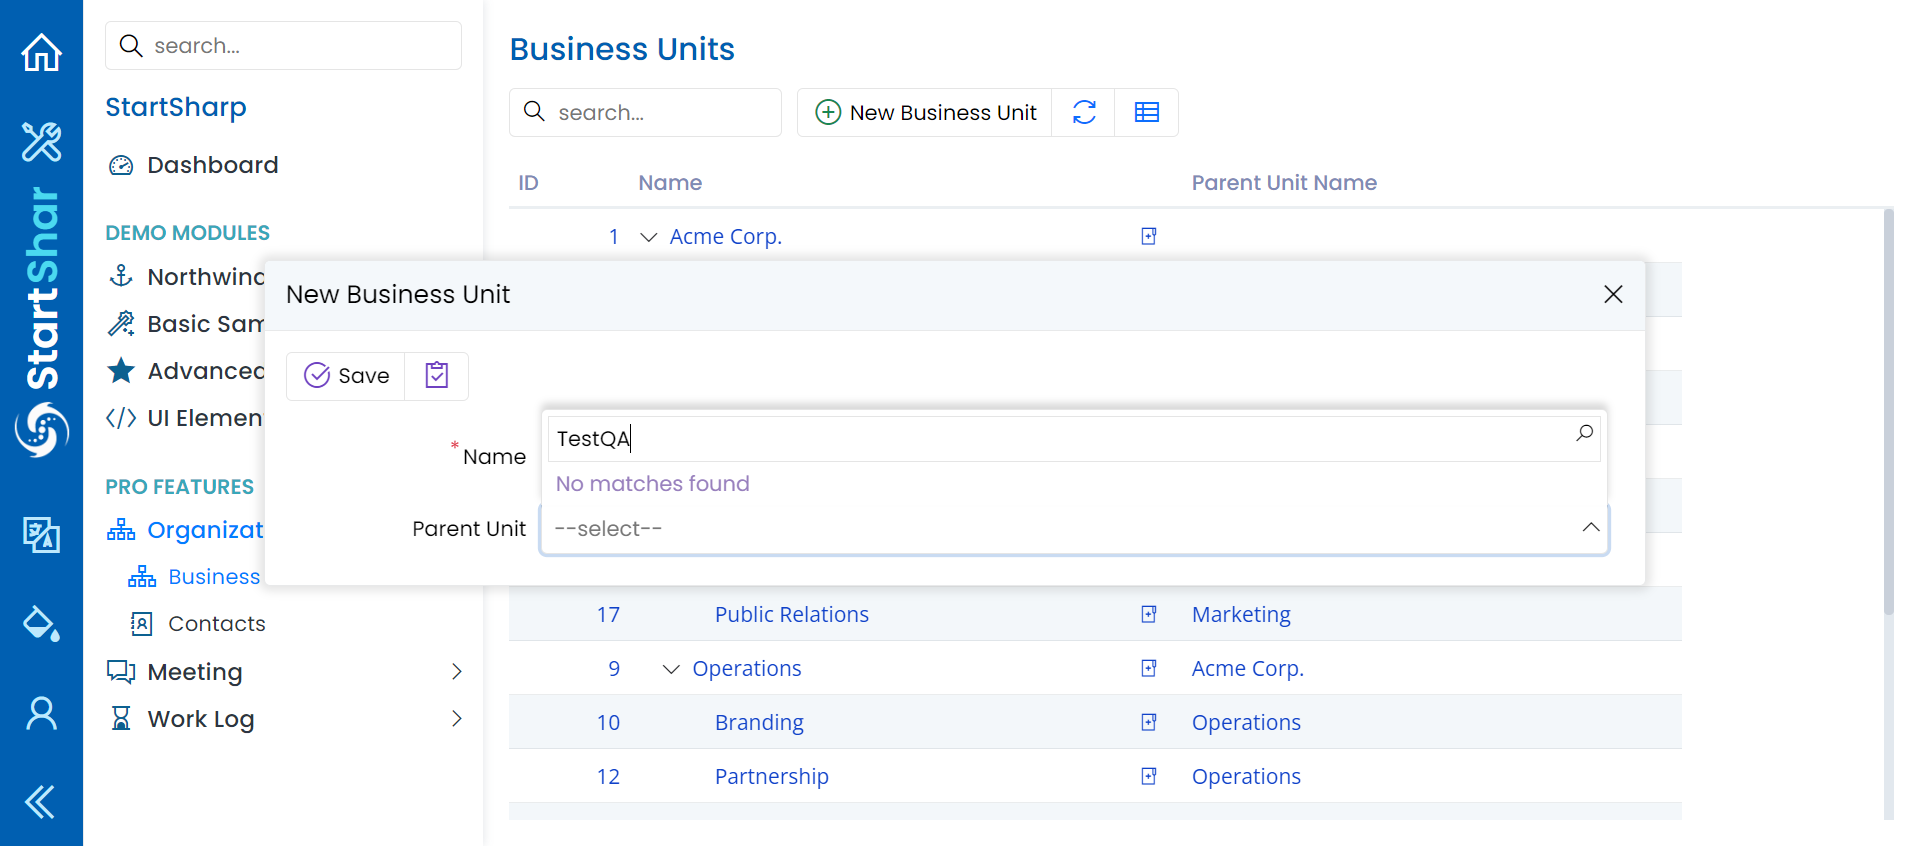 StartShar
search...
StartSharp
Dashboard
DEMO MODULES
Northwind
Basic Sam
Advanced
UI Elemen
PRO FEATURES
Organizat
Business
Contacts
Meeting
Work Log
Business Units
search...
New Business Unit
ID Name Parent Unit Name
1 Acme Corp.
New Business Unit
Save
* Name
TestQA
No matches found
Parent Unit --select--
17 Public Relations Marketing
9 Operations Acme Corp.
10 Branding Operations
12 Partnership Operations